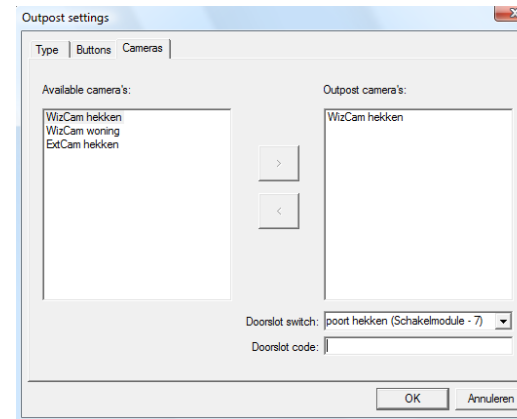 Outpost settings
Type Buttons Cameras
Available camera's:
Outpost camera's:
WizCam hekken
WizCam woning
ExtCam hekken
WizCam hekken
>
<
Doorslot switch: poort hekken (Schakelmodule - 7)
Doorslot code:
OK Annuleren